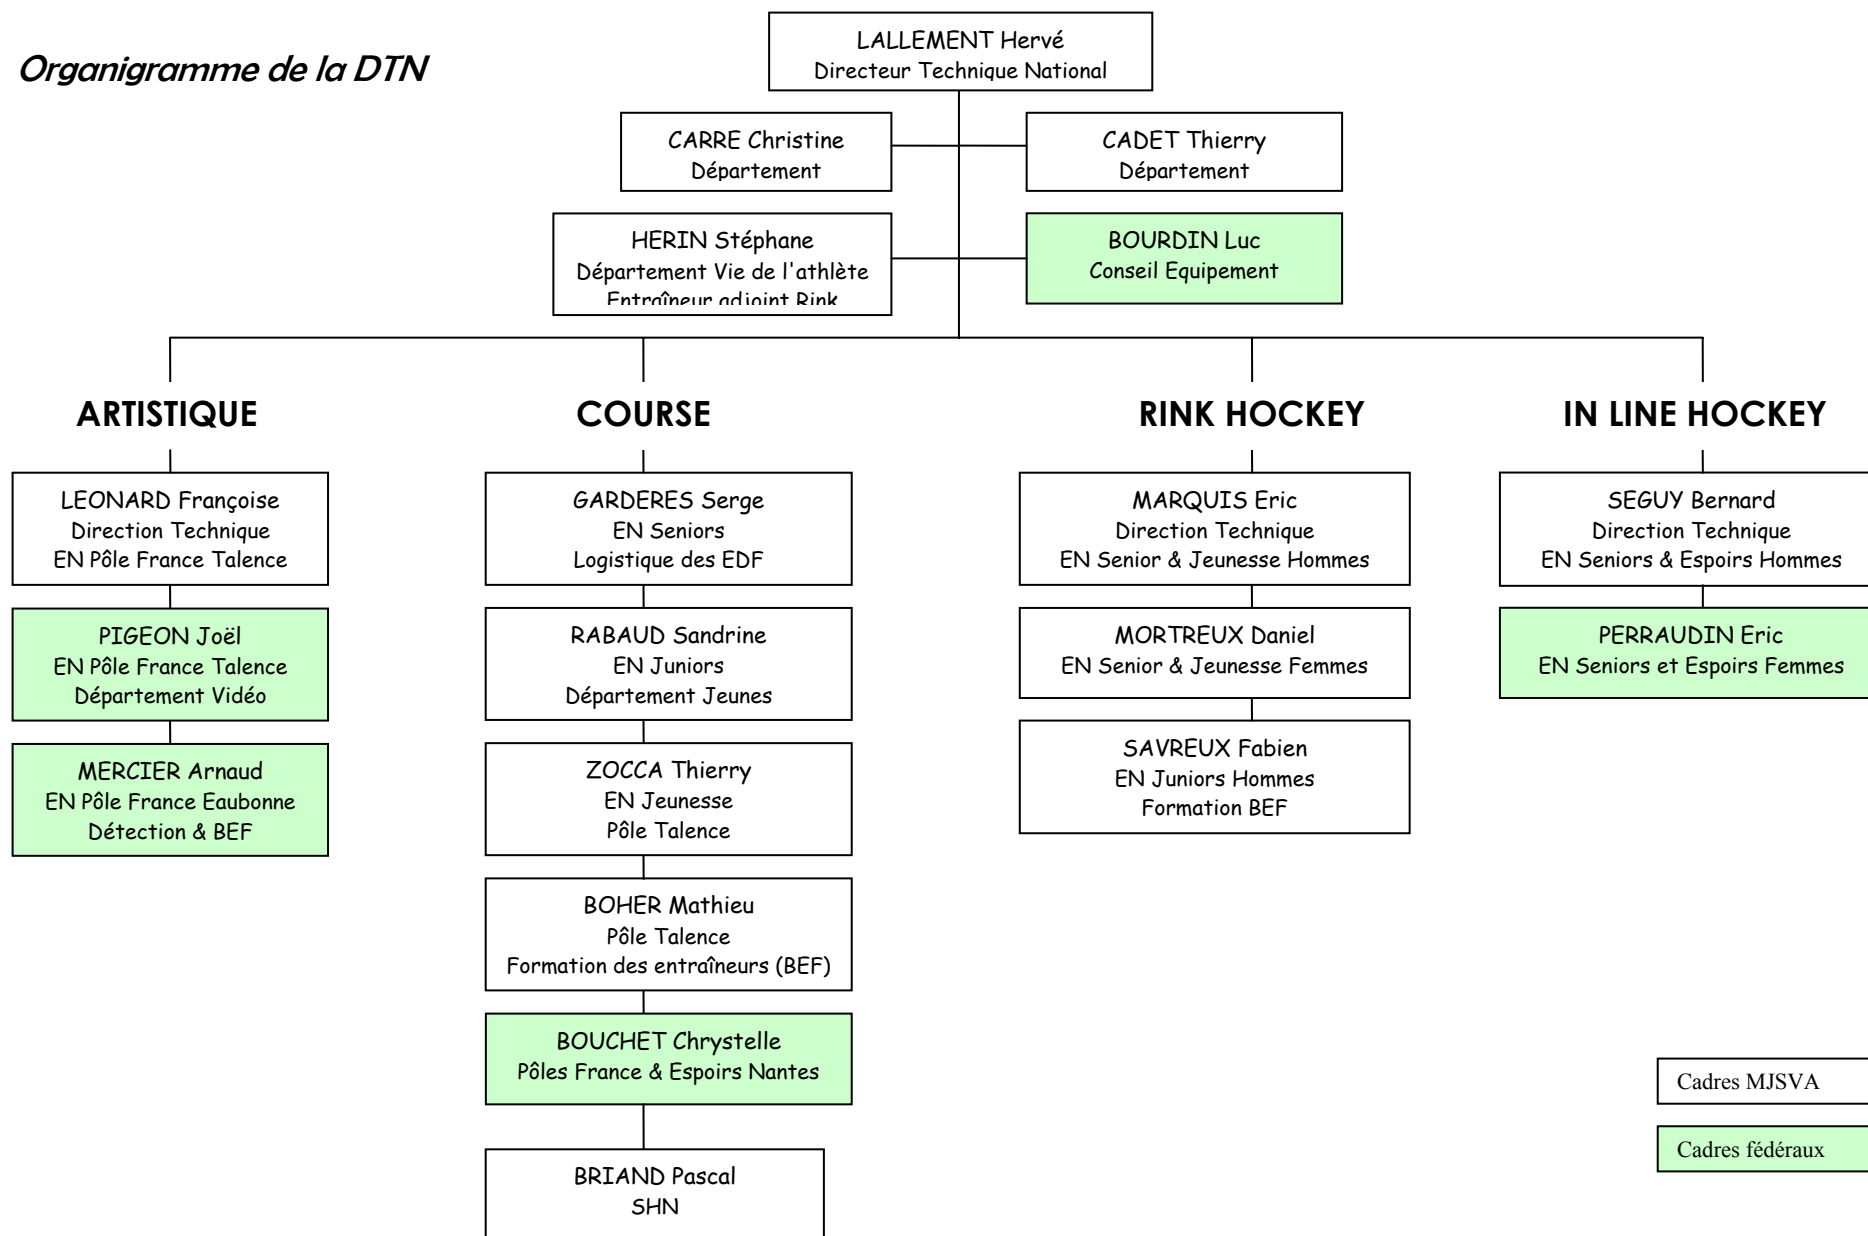 Organigramme de la DTN
LALLEMENT Hervé
Directeur Technique National
CARRE Christine
Département
CADET Thierry
Département
HERIN Stéphane
Département Vie de l'athlète
Entraîneur adjoint Rink
BOURDIN Luc
Conseil Equipement
ARTISTIQUE
LEONARD Françoise
Direction Technique
EN Pôle France Talence
PIGEON Joël
EN Pôle France Talence
Département Vidéo
MERCIER Arnaud
EN Pôle France Eaubonne
Détection & BEF
COURSE
GARDERES Serge
EN Seniors
Logistique des EDF
RABAUD Sandrine
EN Juniors
Département Jeunes
ZOCCA Thierry
EN Jeunesse
Pôle Talence
BOHER Mathieu
Pôle Talence
Formation des entraîneurs (BEF)
BOUCHET Chrystelle
Pôles France & Espoirs Nantes
BRIAND Pascal
SHN
RINK HOCKEY
MARQUIS Eric
Direction Technique
EN Senior & Jeunesse Hommes
MORTREUX Daniel
EN Senior & Jeunesse Femmes
SAVREUX Fabien
EN Juniors Hommes
Formation BEF
IN LINE HOCKEY
SEGUY Bernard
Direction Technique
EN Seniors & Espoirs Hommes
PERRAUDIN Eric
EN Seniors et Espoirs Femmes
Cadres MJSVA
Cadres fédéraux